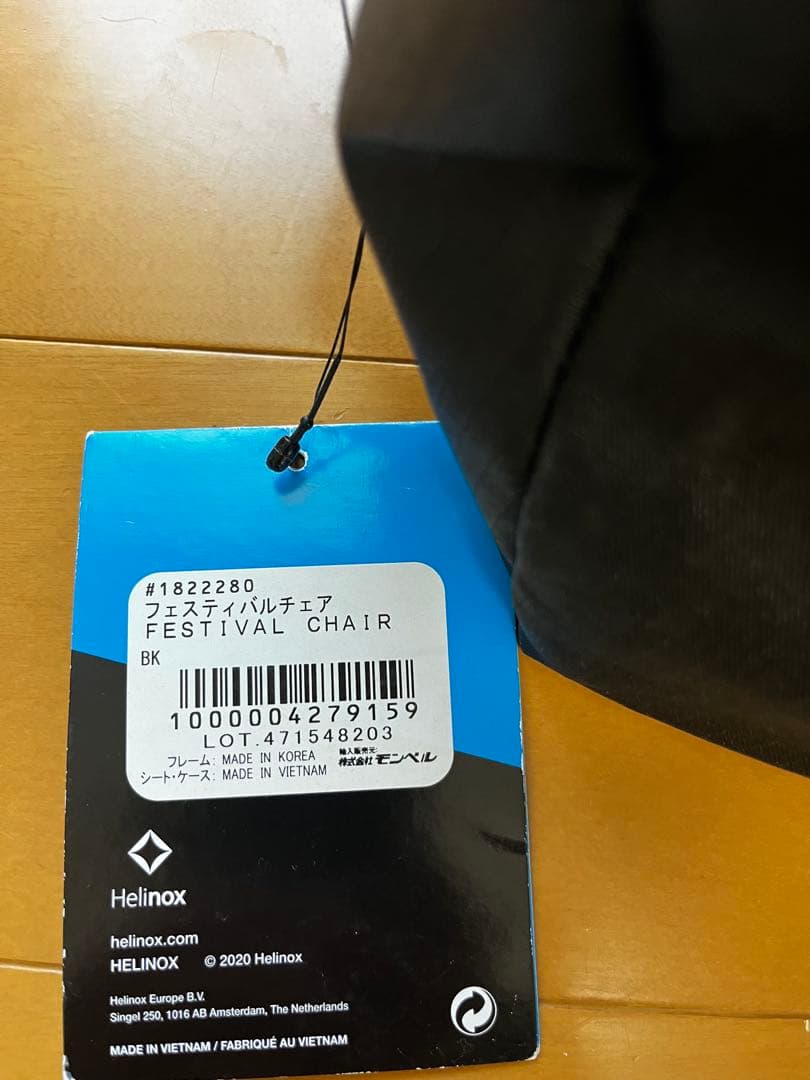 #1822280
フェスティバルチェア
FESTIVAL CHAIR
BK
1000004279159
LOT.471548203
フレーム: MADE IN KOREA
シート・ケース: MADE IN VIETNAM
輸入販売元:
株式会社モンベル
Helinox
helinox.com
HELINOX © 2020 Helinox
Helinox Europe B.V.
Singel 250, 1016 AB Amsterdam, The Netherlands
MADE IN VIETNAM / FABRIQUÉ AU VIETNAM